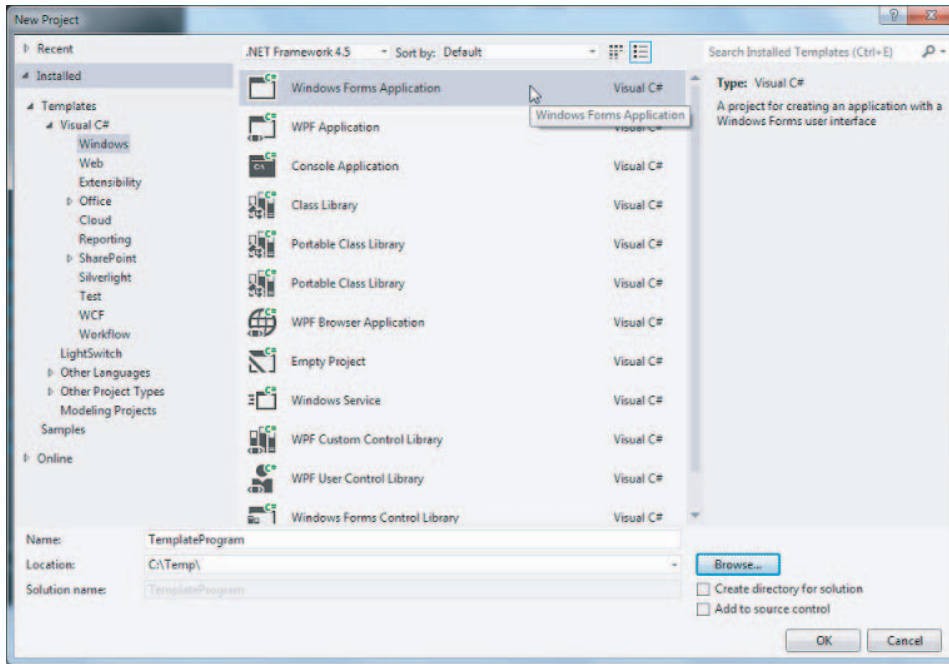 New Project
Recent
.NET Framework 4.5
Sort by: Default
Search Installed Templates (Ctrl+E)
Installed
Templates
Visual C#
Windows
Web
Extensibility
Office
Cloud
Reporting
SharePoint
Silverlight
Test
WCF
Workflow
LightSwitch
Other Languages
Other Project Types
Modeling Projects
Samples
Online
Windows Forms Application Visual C#
Windows Forms Application
WPF Application Visual C#
Console Application Visual C#
Class Library Visual C#
Portable Class Library Visual C#
Portable Class Library Visual C#
WPF Browser Application Visual C#
Empty Project Visual C#
Windows Service Visual C#
WPF Custom Control Library Visual C#
WPF User Control Library Visual C#
Windows Forms Control Library Visual C#
Type: Visual C#
A project for creating an application with a
Windows Forms user interface
Name: TemplateProgram
Location: C:\Temp\
Browse...
Solution name: TemplateProgram
Create directory for solution
Add to source control
OK
Cancel